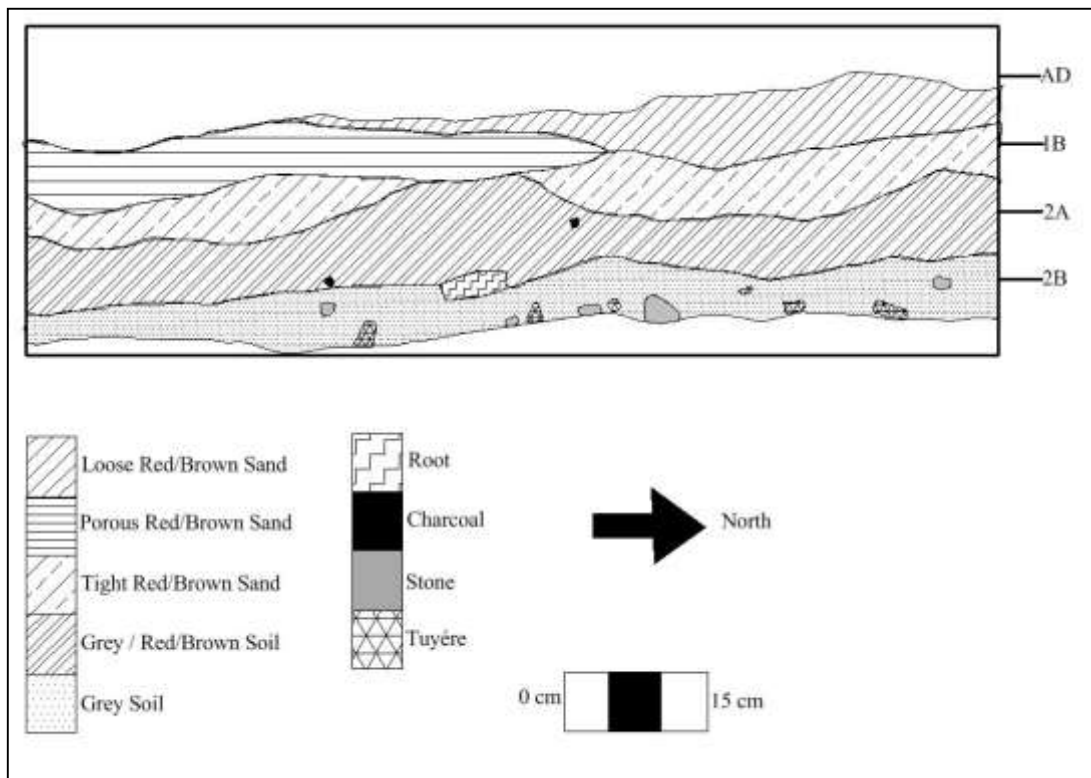 AD
1B
2A
2B
Loose Red/Brown Sand
Porous Red/Brown Sand
Tight Red/Brown Sand
Grey / Red/Brown Soil
Grey Soil
Root
Charcoal
Stone
Tuyére
North
0 cm
15 cm